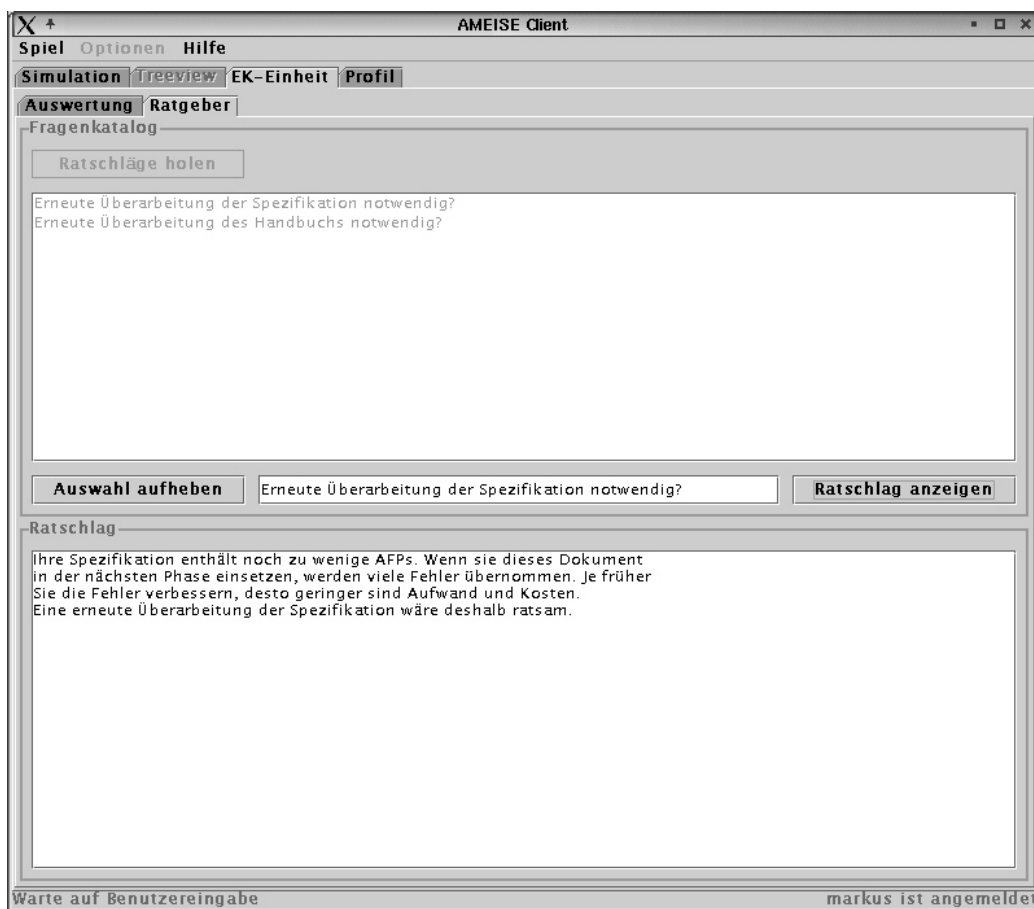 AMEISE Client
Spiel Optionen Hilfe
Simulation Treeview EK-Einheit Profil
Auswertung Ratgeber
Fragenkatalog
Ratschläge holen
Erneute Überarbeitung der Spezifikation notwendig?
Erneute Überarbeitung des Handbuchs notwendig?
Auswahl aufheben Erneute Überarbeitung der Spezifikation notwendig? Ratschlag anzeigen
Ratschlag
Ihre Spezifikation enthält noch zu wenige AFPs. Wenn sie dieses Dokument
in der nächsten Phase einsetzen, werden viele Fehler übernommen. Je früher
Sie die Fehler verbessern, desto geringer sind Aufwand und Kosten.
Eine erneute Überarbeitung der Spezifikation wäre deshalb ratsam.
Warte auf Benutzereingabe markus ist angemeldet